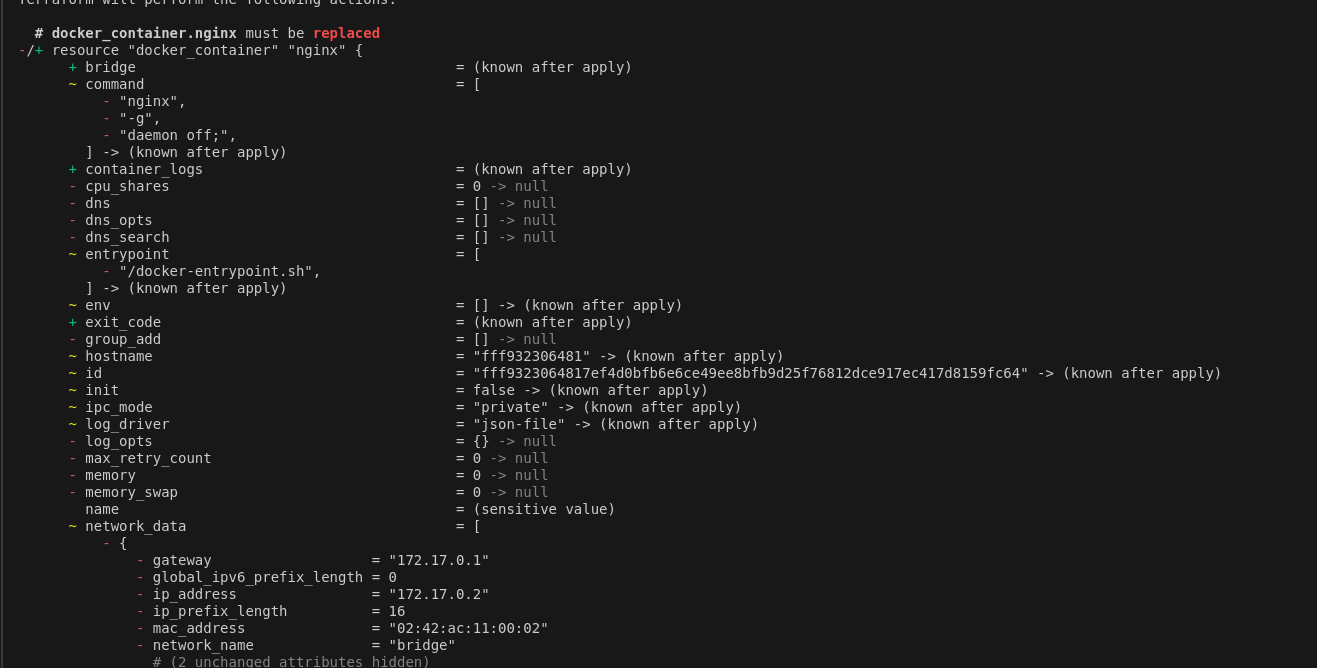 Terraform will perform the following actions:
# docker_container.nginx must be replaced
-/+ resource "docker_container" "nginx" {
+ bridge = (known after apply)
~ command = [
- "nginx",
- "-g",
- "daemon off;",
] -> (known after apply)
+ container_logs = (known after apply)
- cpu_shares = 0 -> null
- dns = [] -> null
- dns_opts = [] -> null
- dns_search = [] -> null
~ entrypoint = [
- "/docker-entrypoint.sh",
] -> (known after apply)
~ env = [] -> (known after apply)
+ exit_code = (known after apply)
- group_add = [] -> null
~ hostname = "fff932306481" -> (known after apply)
~ id = "fff9323064817ef4d0bfb6e6ce49ee8bfb9d25f76812dce917ec417d8159fc64" -> (known after apply)
~ init = false -> (known after apply)
~ ipc_mode = "private" -> (known after apply)
~ log_driver = "json-file" -> (known after apply)
- log_opts = {} -> null
- max_retry_count = 0 -> null
- memory = 0 -> null
- memory_swap = 0 -> null
name = (sensitive value)
~ network_data = [
- {
- gateway = "172.17.0.1"
- global_ipv6_prefix_length = 0
- ip_address = "172.17.0.2"
- ip_prefix_length = 16
- mac_address = "02:42:ac:11:00:02"
- network_name = "bridge"
# (2 unchanged attributes hidden)